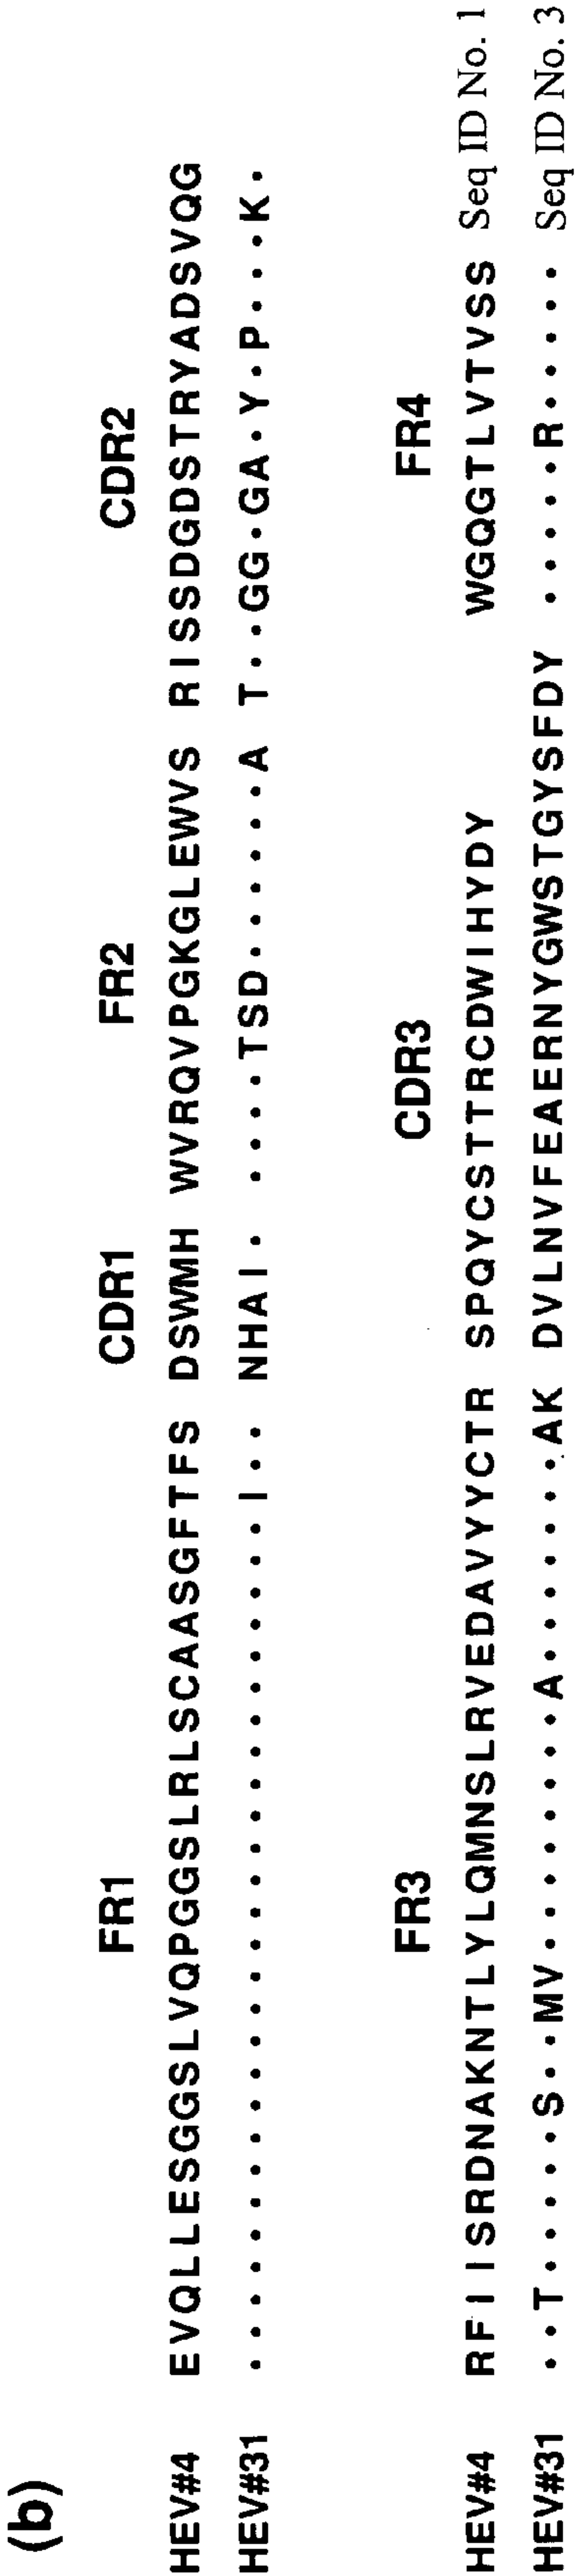 (b)
FR1 CDR1 FR2 CDR2
HEV#4 EVQLLESGGSLVQPGGSLRLSCAASGFTFS DSWMH WVRQVPGKGLEWVS RISSDGDSTRYADSVQG
HEV#31 ···························I·· NHAI· ····TSD······A T··GG·GA·Y·P···K·
FR3 CDR3 FR4
HEV#4 RFIISRDNAKNTLYLQMNSLRVEDAVYYCTR SPQYCSTTRCDWIHYDY WGQGTLVTVSS Seq ID No. 1
HEV#31 ··T·····S··MV········A·······AK DVLNVFEAERNYGWSTGYSFDY ·····R····· Seq ID No. 3